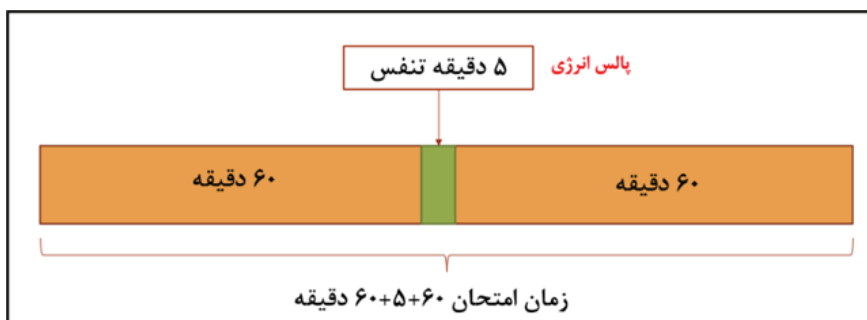 پالس انرژی
۵ دقیقه تنفس
۶۰ دقیقه
۶۰ دقیقه
زمان امتحان ۶۰+۵+۶۰ دقیقه